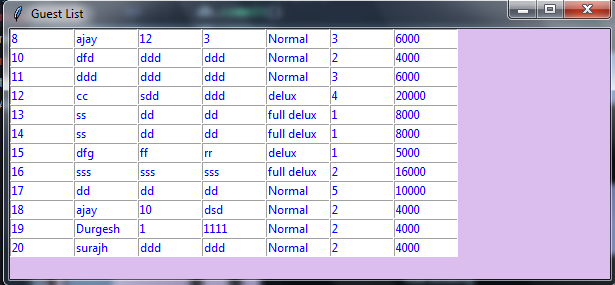 Guest List
8 ajay 12 3 Normal 3 6000
10 dfd ddd ddd Normal 2 4000
11 ddd ddd ddd Normal 3 6000
12 cc sdd ddd delux 4 20000
13 ss dd dd full delux 1 8000
14 ss dd dd full delux 1 8000
15 dfg ff rr delux 1 5000
16 sss sss sss full delux 2 16000
17 dd dd dd Normal 5 10000
18 ajay 10 dsd Normal 2 4000
19 Durgesh 1 1111 Normal 2 4000
20 surajh ddd ddd Normal 2 4000